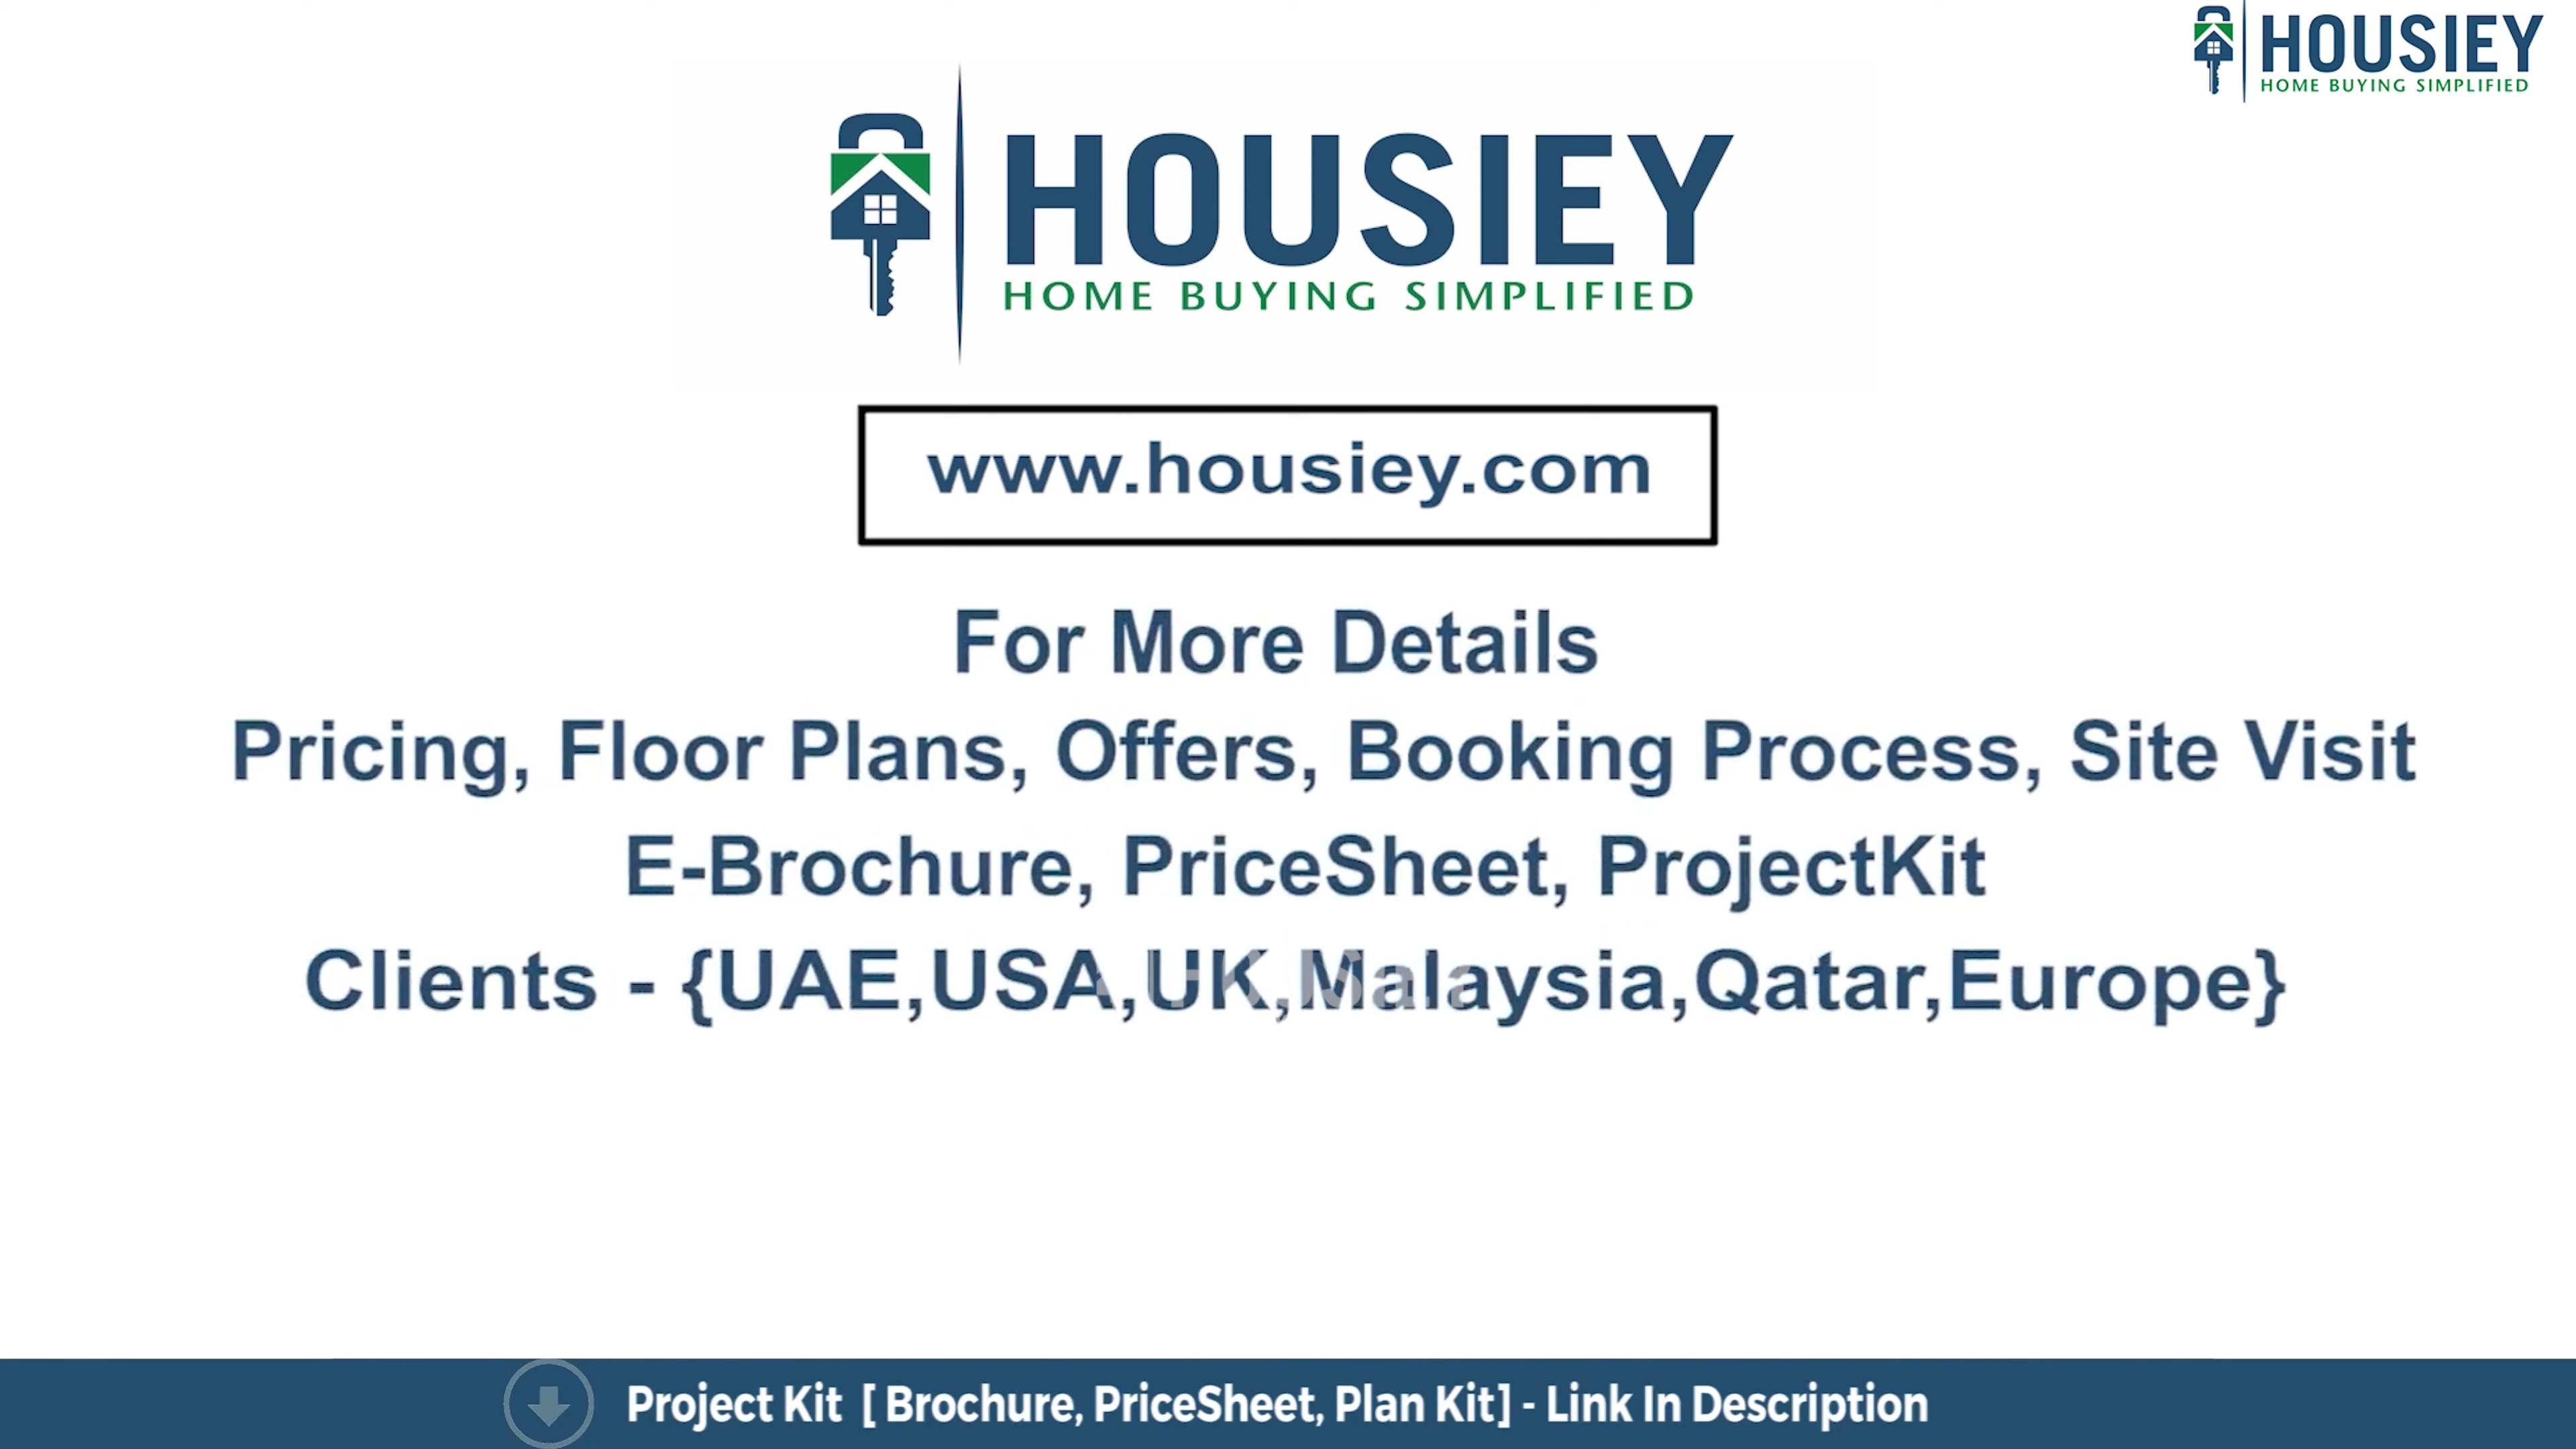 HOUSIEY
HOME BUYING SIMPLIFIED
HOUSIEY
HOME BUYING SIMPLIFIED
www.housiey.com
For More Details
Pricing, Floor Plans, Offers, Booking Process, Site Visit
E-Brochure, PriceSheet, ProjectKit
Clients - {UAE,USA,UK,Malaysia,Qatar,Europe}
Project Kit [ Brochure, PriceSheet, Plan Kit] - Link In Description